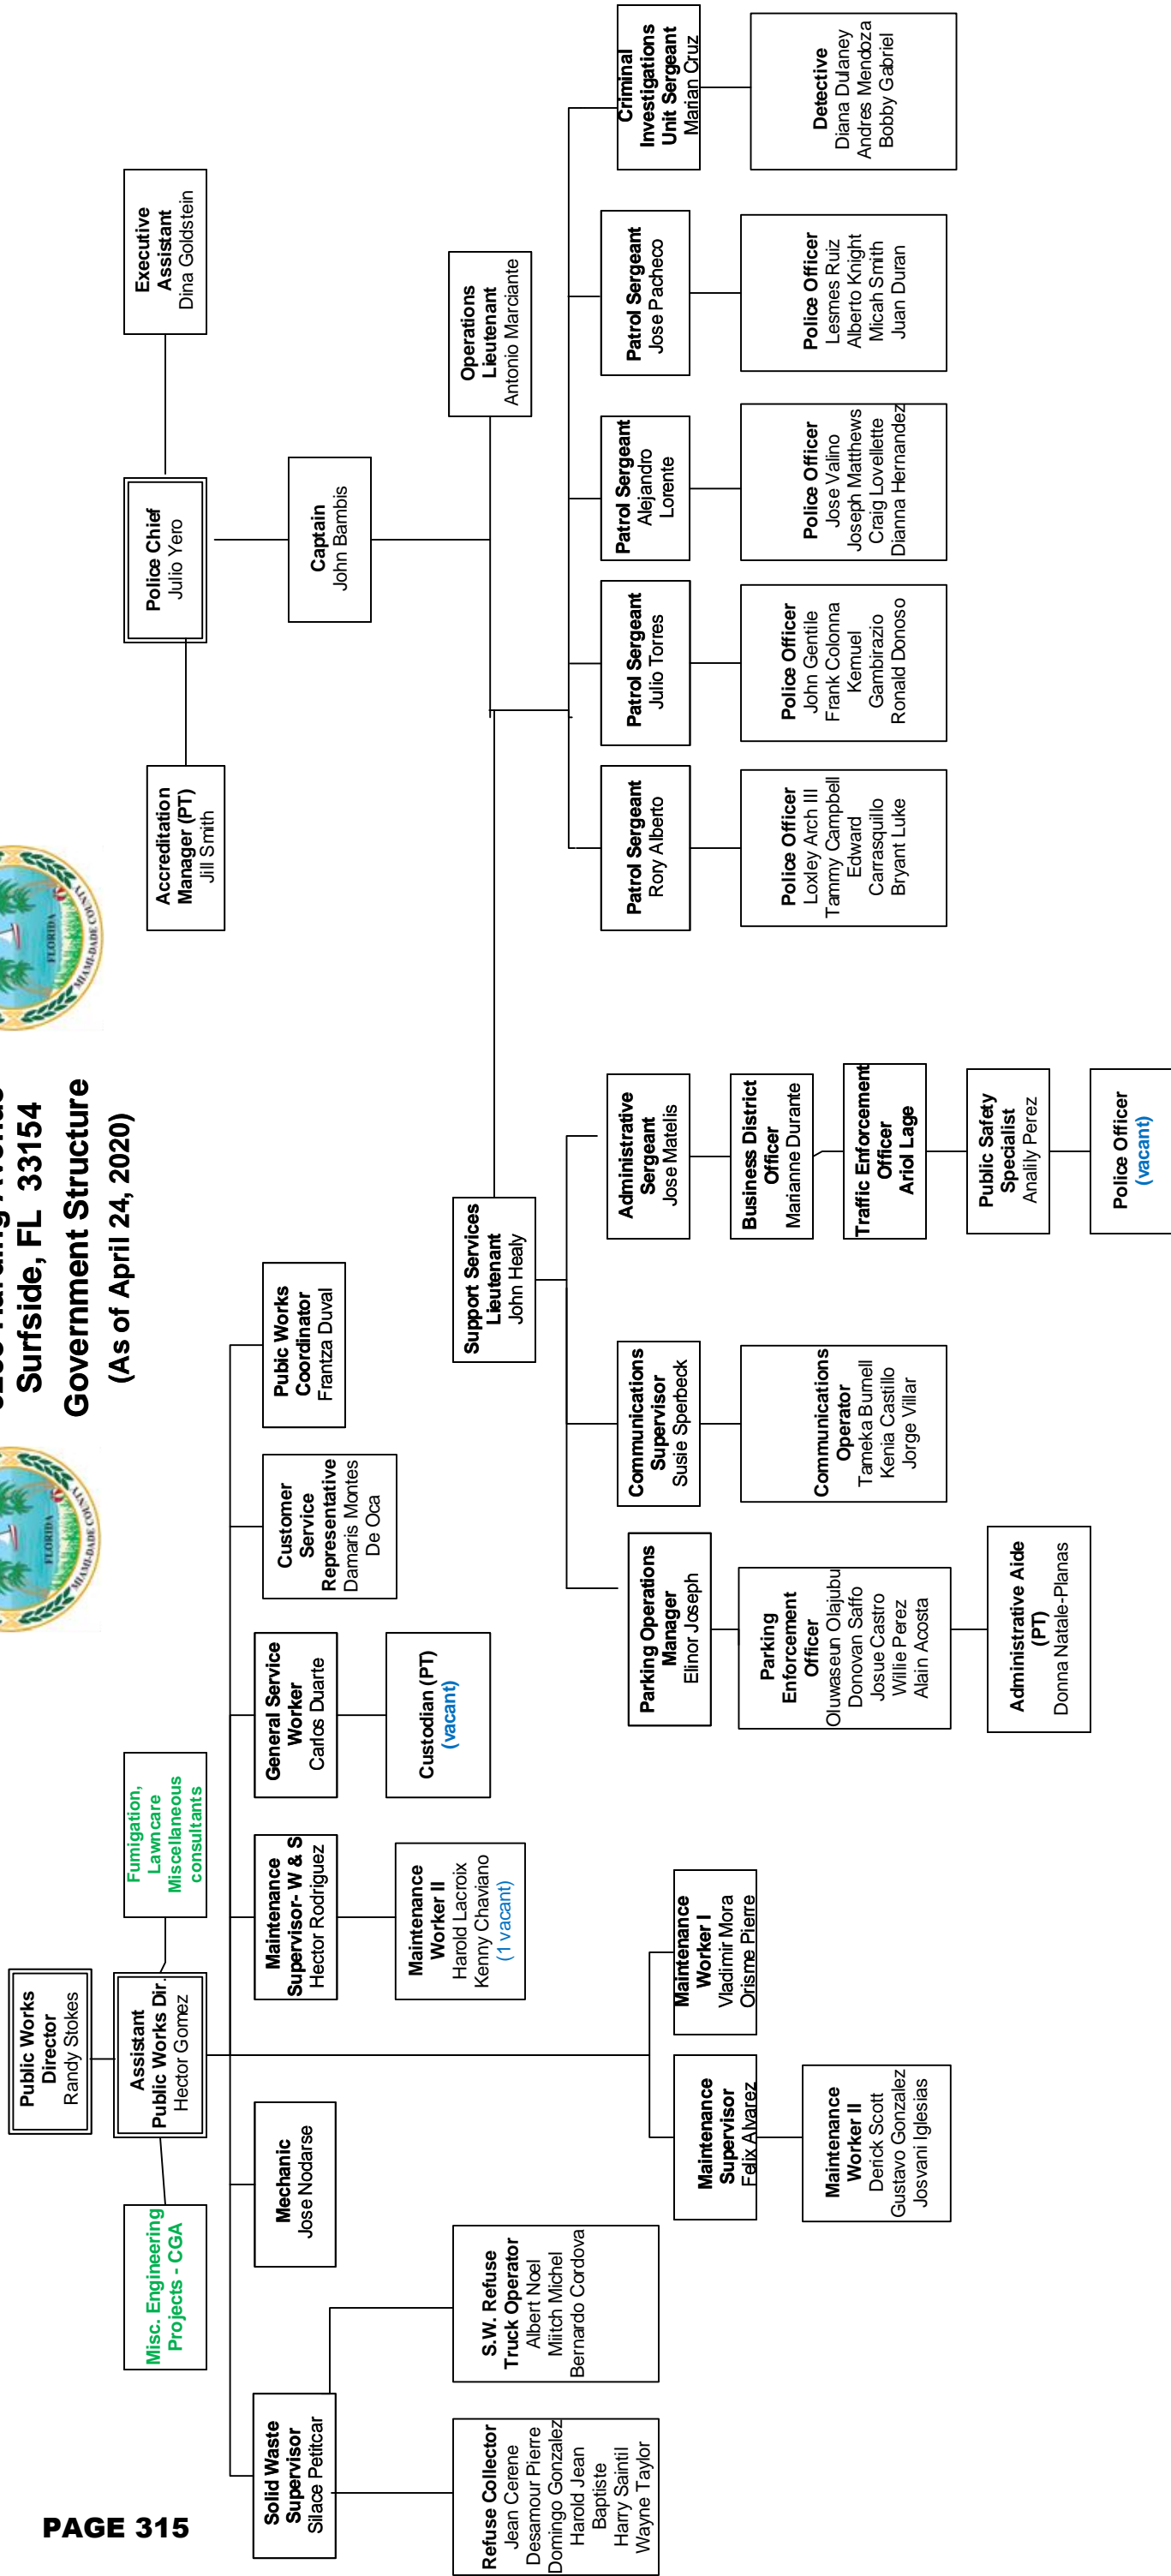 Surfside, FL 33154
Government Structure
(As of April 24, 2020)
FLORIDA
MIAMI-DADE COUNTY
FLORIDA
MIAMI-DADE COUNTY
PAGE 315
Public Works
Director
Randy Stokes
Misc. Engineering
Projects - CGA
Assistant
Public Works Dir.
Hector Gomez
Fumigation,
Lawncare
Miscellaneous
consultants
Solid Waste
Supervisor
Silace Petitcar
Mechanic
Jose Nodarse
Maintenance
Supervisor- W & S
Hector Rodriguez
General Service
Worker
Carlos Duarte
Customer
Service
Representative
Damaris Montes
De Oca
Pubic Works
Coordinator
Frantza Duval
Maintenance
Worker II
Harold Lacroix
Kenny Chaviano
(1 vacant)
Custodian (PT)
(vacant)
Refuse Collector
Jean Cerene
Desamour Pierre
Domingo Gonzalez
Harold Jean
Baptiste
Harry Saintil
Wayne Taylor
S.W. Refuse
Truck Operator
Albert Noel
Miitch Michel
Bernardo Cordova
Maintenance
Supervisor
Felix Alvarez
Maintenance
Worker I
Vladimir Mora
Orisme Pierre
Maintenance
Worker II
Derick Scott
Gustavo Gonzalez
Josvani Iglesias
Accreditation
Manager (PT)
Jill Smith
Police Chief
Julio Yero
Executive
Assistant
Dina Goldstein
Captain
John Bambis
Support Services
Lieutenant
John Healy
Operations
Lieutenant
Antonio Marciante
Parking Operations
Manager
Elinor Joseph
Communications
Supervisor
Susie Sperbeck
Administrative
Sergeant
Jose Matelis
Parking
Enforcement
Officer
Oluwaseun Olajubu
Donovan Saffo
Josue Castro
Willie Perez
Alain Acosta
Communications
Operator
Tameka Burnell
Kenia Castillo
Jorge Villar
Business District
Officer
Marianne Durante
Traffic Enforcement
Officer
Ariol Lage
Administrative Aide
(PT)
Donna Natale-Planas
Public Safety
Specialist
Analily Perez
Police Officer
(vacant)
Patrol Sergeant
Rory Alberto
Patrol Sergeant
Julio Torres
Patrol Sergeant
Alejandro
Lorente
Patrol Sergeant
Jose Pacheco
Criminal
Investigations
Unit Sergeant
Marian Cruz
Police Officer
Loxley Arch III
Tammy Campbell
Edward
Carrasquillo
Bryant Luke
Police Officer
John Gentile
Frank Colonna
Kemuel
Gambirazio
Ronald Donoso
Police Officer
Jose Valino
Joseph Matthews
Craig Lovellette
Dianna Hernandez
Police Officer
Lesmes Ruiz
Alberto Knight
Micah Smith
Juan Duran
Detective
Diana Dulaney
Andres Mendoza
Bobby Gabriel